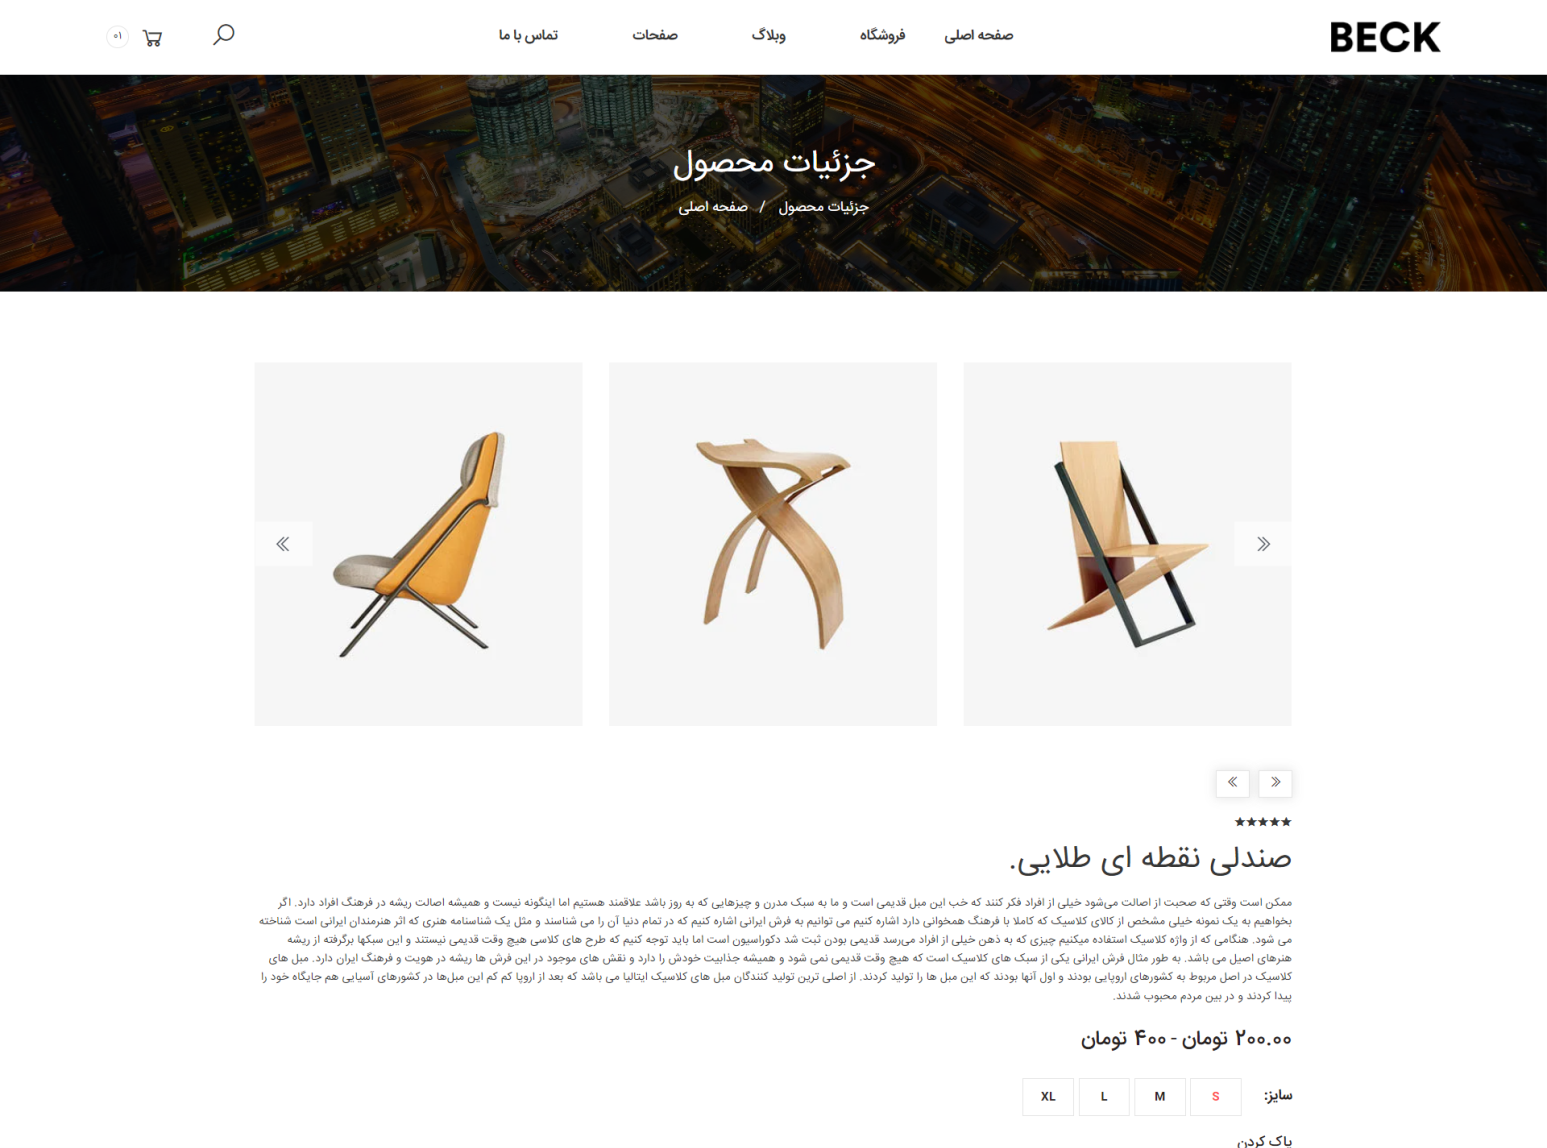 BECK
صفحه اصلی
فروشگاه
وبلاگ
صفحات
تماس با ما
۰۱
جزئیات محصول
جزئیات محصول / صفحه اصلی
صندلی نقطه ای طلایی.
ممکن است وقتی که صحبت از اصالت می‌شود خیلی از افراد فکر کنند که خب این مبل قدیمی است و ما به سبک مدرن و چیزهایی که به روز باشد علاقمند هستیم اما اینگونه نیست و همیشه اصالت ریشه در فرهنگ افراد دارد. اگر
بخواهیم به یک نمونه خیلی مشخص از کالای کلاسیک که کاملا با فرهنگ همخوانی دارد اشاره کنیم می توانیم به فرش ایرانی اشاره کنیم که در تمام دنیا آن را می شناسند و مثل یک شناسنامه هنری که اثر هنرمندان ایرانی است شناخته
می شود. هنگامی که از واژه کلاسیک استفاده میکنیم چیزی که به ذهن خیلی از افراد می‌رسد قدیمی بودن ثبت شد دکوراسیون است اما باید توجه کنیم که طرح های کلاسی هیچ وقت قدیمی نیستند و این سبکها برگرفته از ریشه
هنرهای اصیل می باشد. به طور مثال فرش ایرانی یکی از سبک های کلاسیک است که هیچ وقت قدیمی نمی شود و همیشه جذابیت خودش را دارد و نقش های موجود در این فرش ها ریشه در هویت و فرهنگ ایران دارد. مبل های
کلاسیک در اصل مربوط به کشورهای اروپایی بودند و اول آنها بودند که این مبل ها را تولید کردند. از اصلی ترین تولید کنندگان مبل های کلاسیک ایتالیا می باشد که بعد از اروپا کم کم این مبل‌ها در کشورهای آسیایی هم جایگاه خود را
پیدا کردند و در بین مردم محبوب شدند.
۲۰۰.۰۰ تومان - ۴۰۰ تومان
سایز: S M L XL
پاک کردن